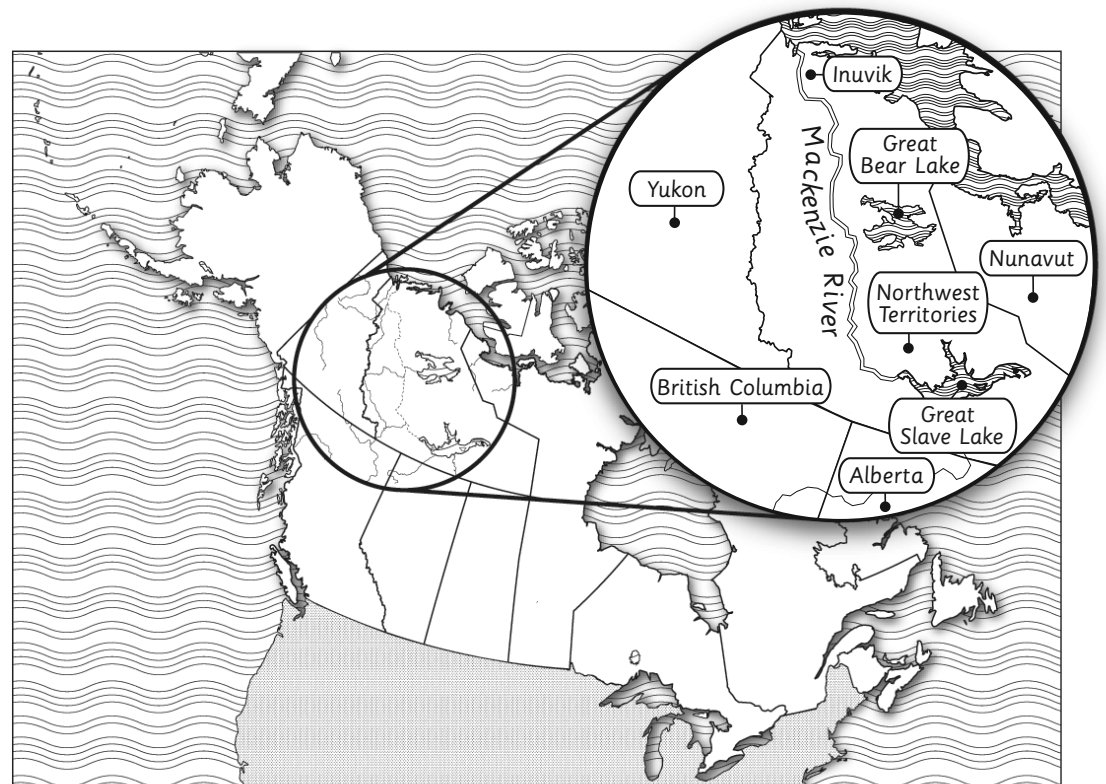 Inuvik
Mackenzie River
Great
Bear Lake
Yukon
Nunavut
Northwest
Territories
British Columbia
Great
Slave Lake
Alberta